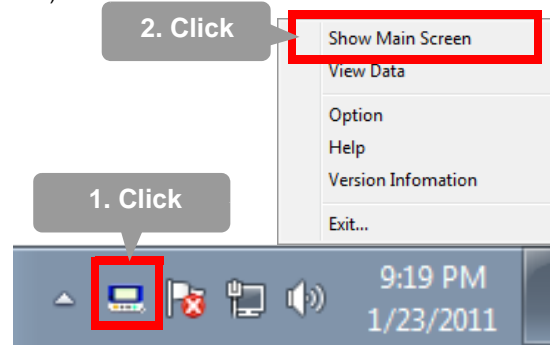 2. Click
Show Main Screen
View Data
Option
Help
Version Infomation
Exit...
1. Click
9:19 PM
1/23/2011